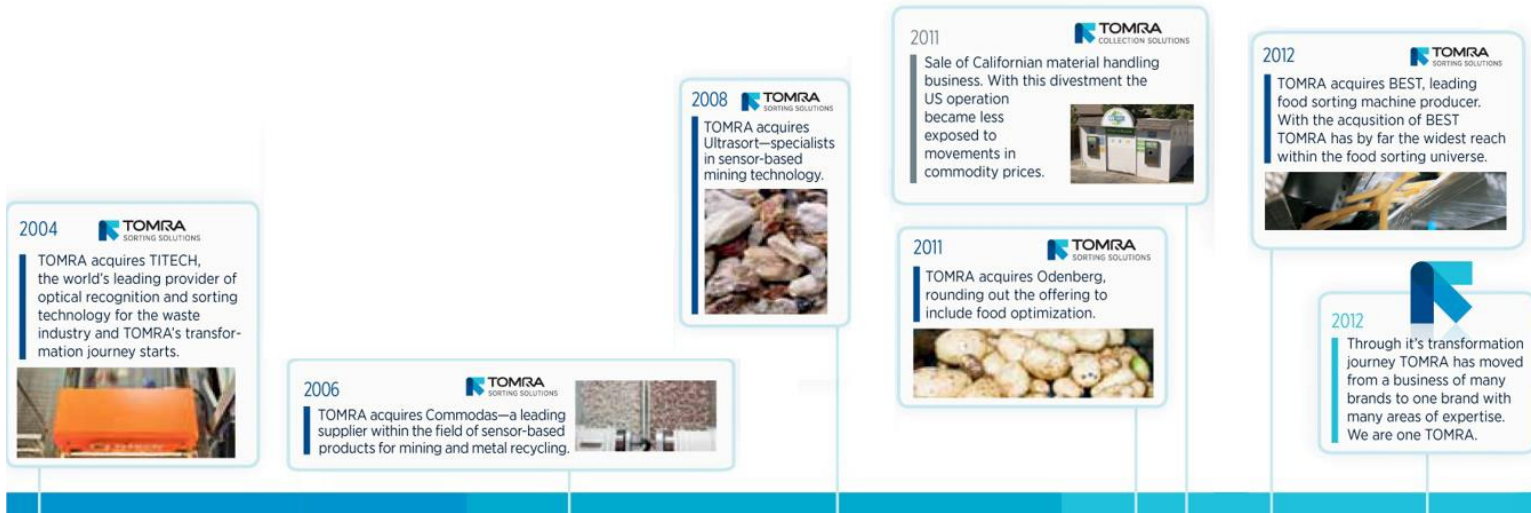 2004
TOMRA
SORTING SOLUTIONS
TOMRA acquires TITECH,
the world's leading provider of
optical recognition and sorting
technology for the waste
industry and TOMRA's transfor-
mation journey starts.
2006
TOMRA
SORTING SOLUTIONS
TOMRA acquires Commodas—a leading
supplier within the field of sensor-based
products for mining and metal recycling.
2008
TOMRA
SORTING SOLUTIONS
TOMRA acquires
Ultrasort—specialists
in sensor-based
mining technology.
2011
TOMRA
COLLECTION SOLUTIONS
Sale of Californian material handling
business. With this divestment the
US operation
became less
exposed to
movements in
commodity prices.
2011
TOMRA
SORTING SOLUTIONS
TOMRA acquires Odenberg,
rounding out the offering to
include food optimization.
2012
TOMRA
SORTING SOLUTIONS
TOMRA acquires BEST, leading
food sorting machine producer.
With the acqusition of BEST
TOMRA has by far the widest reach
within the food sorting universe.
2012
Through it's transformation
journey TOMRA has moved
from a business of many
brands to one brand with
many areas of expertise.
We are one TOMRA.